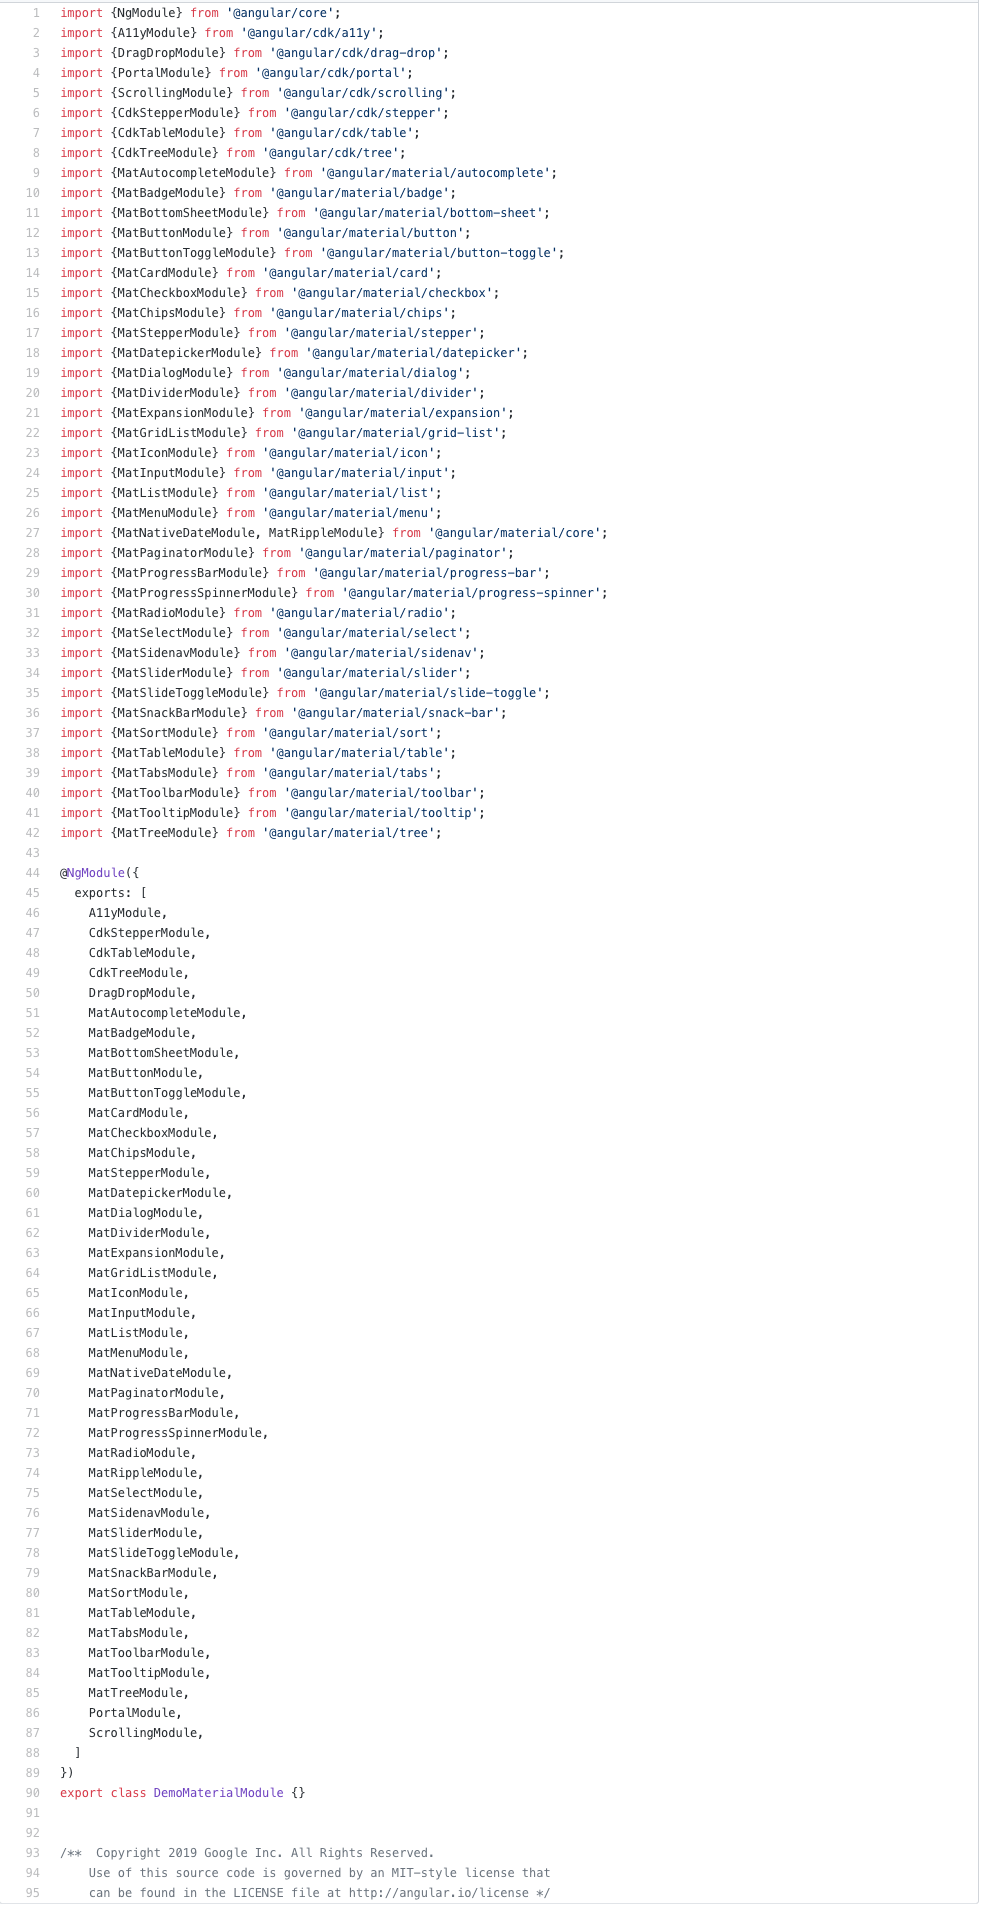 1 import {NgModule} from '@angular/core';
2 import {A11yModule} from '@angular/cdk/a11y';
3 import {DragDropModule} from '@angular/cdk/drag-drop';
4 import {PortalModule} from '@angular/cdk/portal';
5 import {ScrollingModule} from '@angular/cdk/scrolling';
6 import {CdkStepperModule} from '@angular/cdk/stepper';
7 import {CdkTableModule} from '@angular/cdk/table';
8 import {CdkTreeModule} from '@angular/cdk/tree';
9 import {MatAutocompleteModule} from '@angular/material/autocomplete';
10 import {MatBadgeModule} from '@angular/material/badge';
11 import {MatBottomSheetModule} from '@angular/material/bottom-sheet';
12 import {MatButtonModule} from '@angular/material/button';
13 import {MatButtonToggleModule} from '@angular/material/button-toggle';
14 import {MatCardModule} from '@angular/material/card';
15 import {MatCheckboxModule} from '@angular/material/checkbox';
16 import {MatChipsModule} from '@angular/material/chips';
17 import {MatStepperModule} from '@angular/material/stepper';
18 import {MatDatepickerModule} from '@angular/material/datepicker';
19 import {MatDialogModule} from '@angular/material/dialog';
20 import {MatDividerModule} from '@angular/material/divider';
21 import {MatExpansionModule} from '@angular/material/expansion';
22 import {MatGridListModule} from '@angular/material/grid-list';
23 import {MatIconModule} from '@angular/material/icon';
24 import {MatInputModule} from '@angular/material/input';
25 import {MatListModule} from '@angular/material/list';
26 import {MatMenuModule} from '@angular/material/menu';
27 import {MatNativeDateModule, MatRippleModule} from '@angular/material/core';
28 import {MatPaginatorModule} from '@angular/material/paginator';
29 import {MatProgressBarModule} from '@angular/material/progress-bar';
30 import {MatProgressSpinnerModule} from '@angular/material/progress-spinner';
31 import {MatRadioModule} from '@angular/material/radio';
32 import {MatSelectModule} from '@angular/material/select';
33 import {MatSidenavModule} from '@angular/material/sidenav';
34 import {MatSliderModule} from '@angular/material/slider';
35 import {MatSlideToggleModule} from '@angular/material/slide-toggle';
36 import {MatSnackBarModule} from '@angular/material/snack-bar';
37 import {MatSortModule} from '@angular/material/sort';
38 import {MatTableModule} from '@angular/material/table';
39 import {MatTabsModule} from '@angular/material/tabs';
40 import {MatToolbarModule} from '@angular/material/toolbar';
41 import {MatTooltipModule} from '@angular/material/tooltip';
42 import {MatTreeModule} from '@angular/material/tree';
43
44 @NgModule({
45 exports: [
46 A11yModule,
47 CdkStepperModule,
48 CdkTableModule,
49 CdkTreeModule,
50 DragDropModule,
51 MatAutocompleteModule,
52 MatBadgeModule,
53 MatBottomSheetModule,
54 MatButtonModule,
55 MatButtonToggleModule,
56 MatCardModule,
57 MatCheckboxModule,
58 MatChipsModule,
59 MatStepperModule,
60 MatDatepickerModule,
61 MatDialogModule,
62 MatDividerModule,
63 MatExpansionModule,
64 MatGridListModule,
65 MatIconModule,
66 MatInputModule,
67 MatListModule,
68 MatMenuModule,
69 MatNativeDateModule,
70 MatPaginatorModule,
71 MatProgressBarModule,
72 MatProgressSpinnerModule,
73 MatRadioModule,
74 MatRippleModule,
75 MatSelectModule,
76 MatSidenavModule,
77 MatSliderModule,
78 MatSlideToggleModule,
79 MatSnackBarModule,
80 MatSortModule,
81 MatTableModule,
82 MatTabsModule,
83 MatToolbarModule,
84 MatTooltipModule,
85 MatTreeModule,
86 PortalModule,
87 ScrollingModule,
88 ]
89 })
90 export class DemoMaterialModule {}
91
92
93 /** Copyright 2019 Google Inc. All Rights Reserved.
94 Use of this source code is governed by an MIT-style license that
95 can be found in the LICENSE file at http://angular.io/license */